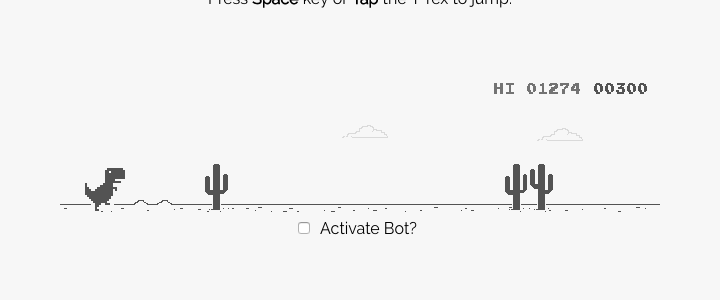 Press Space key or Tap the T-rex to jump.
HI 01274 00300
Activate Bot?